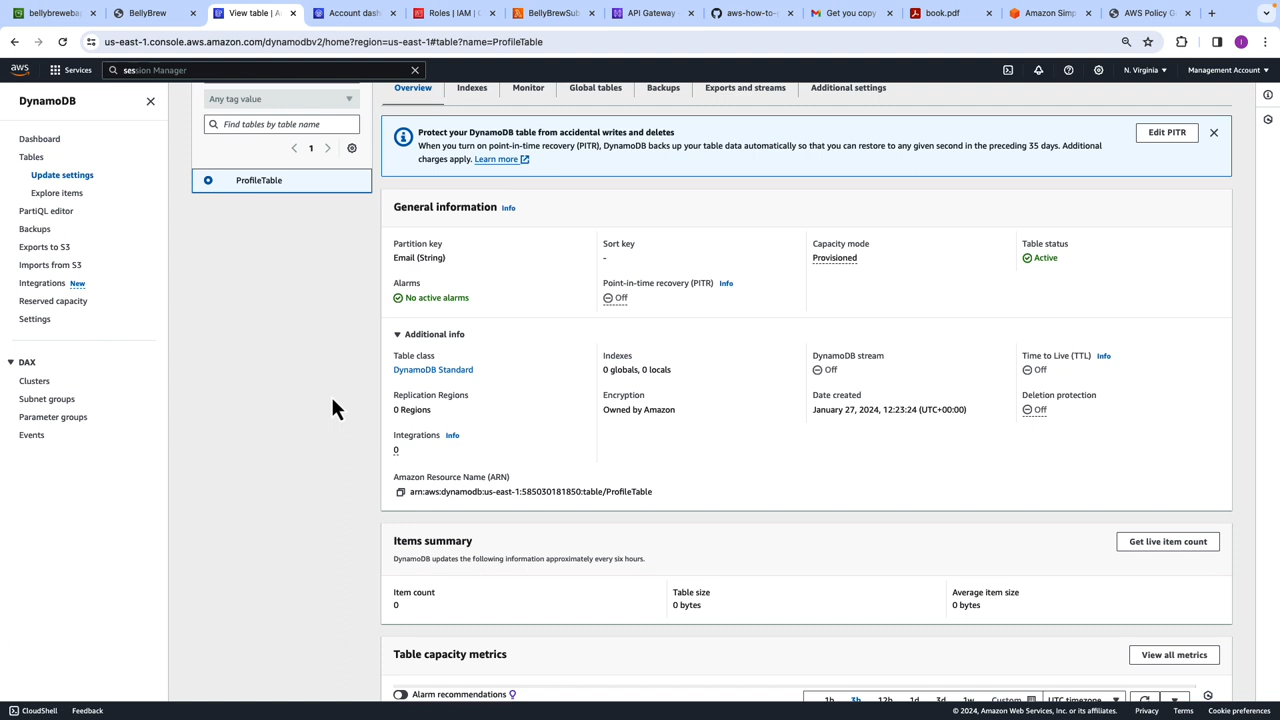 bellybrewebap
BellyBrew
View table | A
Account dash
Roles | IAM |
BellyBrewSub
API Gateway
aws-how-to-
Get you copy
book.pdf
Amazon Simp
AWS Policy G
us-east-1.console.aws.amazon.com/dynamodbv2/home?region=us-east-1#table?name=ProfileTable
aws
Services
session Manager
N. Virginia
Management Account
DynamoDB
Dashboard
Tables
Update settings
Explore items
PartiQL editor
Backups
Exports to S3
Imports from S3
Integrations New
Reserved capacity
Settings
DAX
Clusters
Subnet groups
Parameter groups
Events
Any tag value
Find tables by table name
1
ProfileTable
Overview
Indexes
Monitor
Global tables
Backups
Exports and streams
Additional settings
Protect your DynamoDB table from accidental writes and deletes
When you turn on point-in-time recovery (PITR), DynamoDB backs up your table data automatically so that you can restore to any given second in the preceding 35 days. Additional
charges apply. Learn more
Edit PITR
General information Info
Partition key
Email (String)
Sort key
-
Capacity mode
Provisioned
Table status
Active
Alarms
No active alarms
Point-in-time recovery (PITR) Info
Off
Additional info
Table class
DynamoDB Standard
Indexes
0 globals, 0 locals
DynamoDB stream
Off
Time to Live (TTL) Info
Off
Replication Regions
0 Regions
Encryption
Owned by Amazon
Date created
January 27, 2024, 12:23:24 (UTC+00:00)
Deletion protection
Off
Integrations Info
0
Amazon Resource Name (ARN)
arn:aws:dynamodb:us-east-1:585030181850:table/ProfileTable
Items summary
DynamoDB updates the following information approximately every six hours.
Get live item count
Item count
0
Table size
0 bytes
Average item size
0 bytes
Table capacity metrics
View all metrics
Alarm recommendations
1h
3h
12h
1d
3d
1w
Custom
UTC timezone
CloudShell
Feedback
© 2024, Amazon Web Services, Inc. or its affiliates.
Privacy
Terms
Cookie preferences